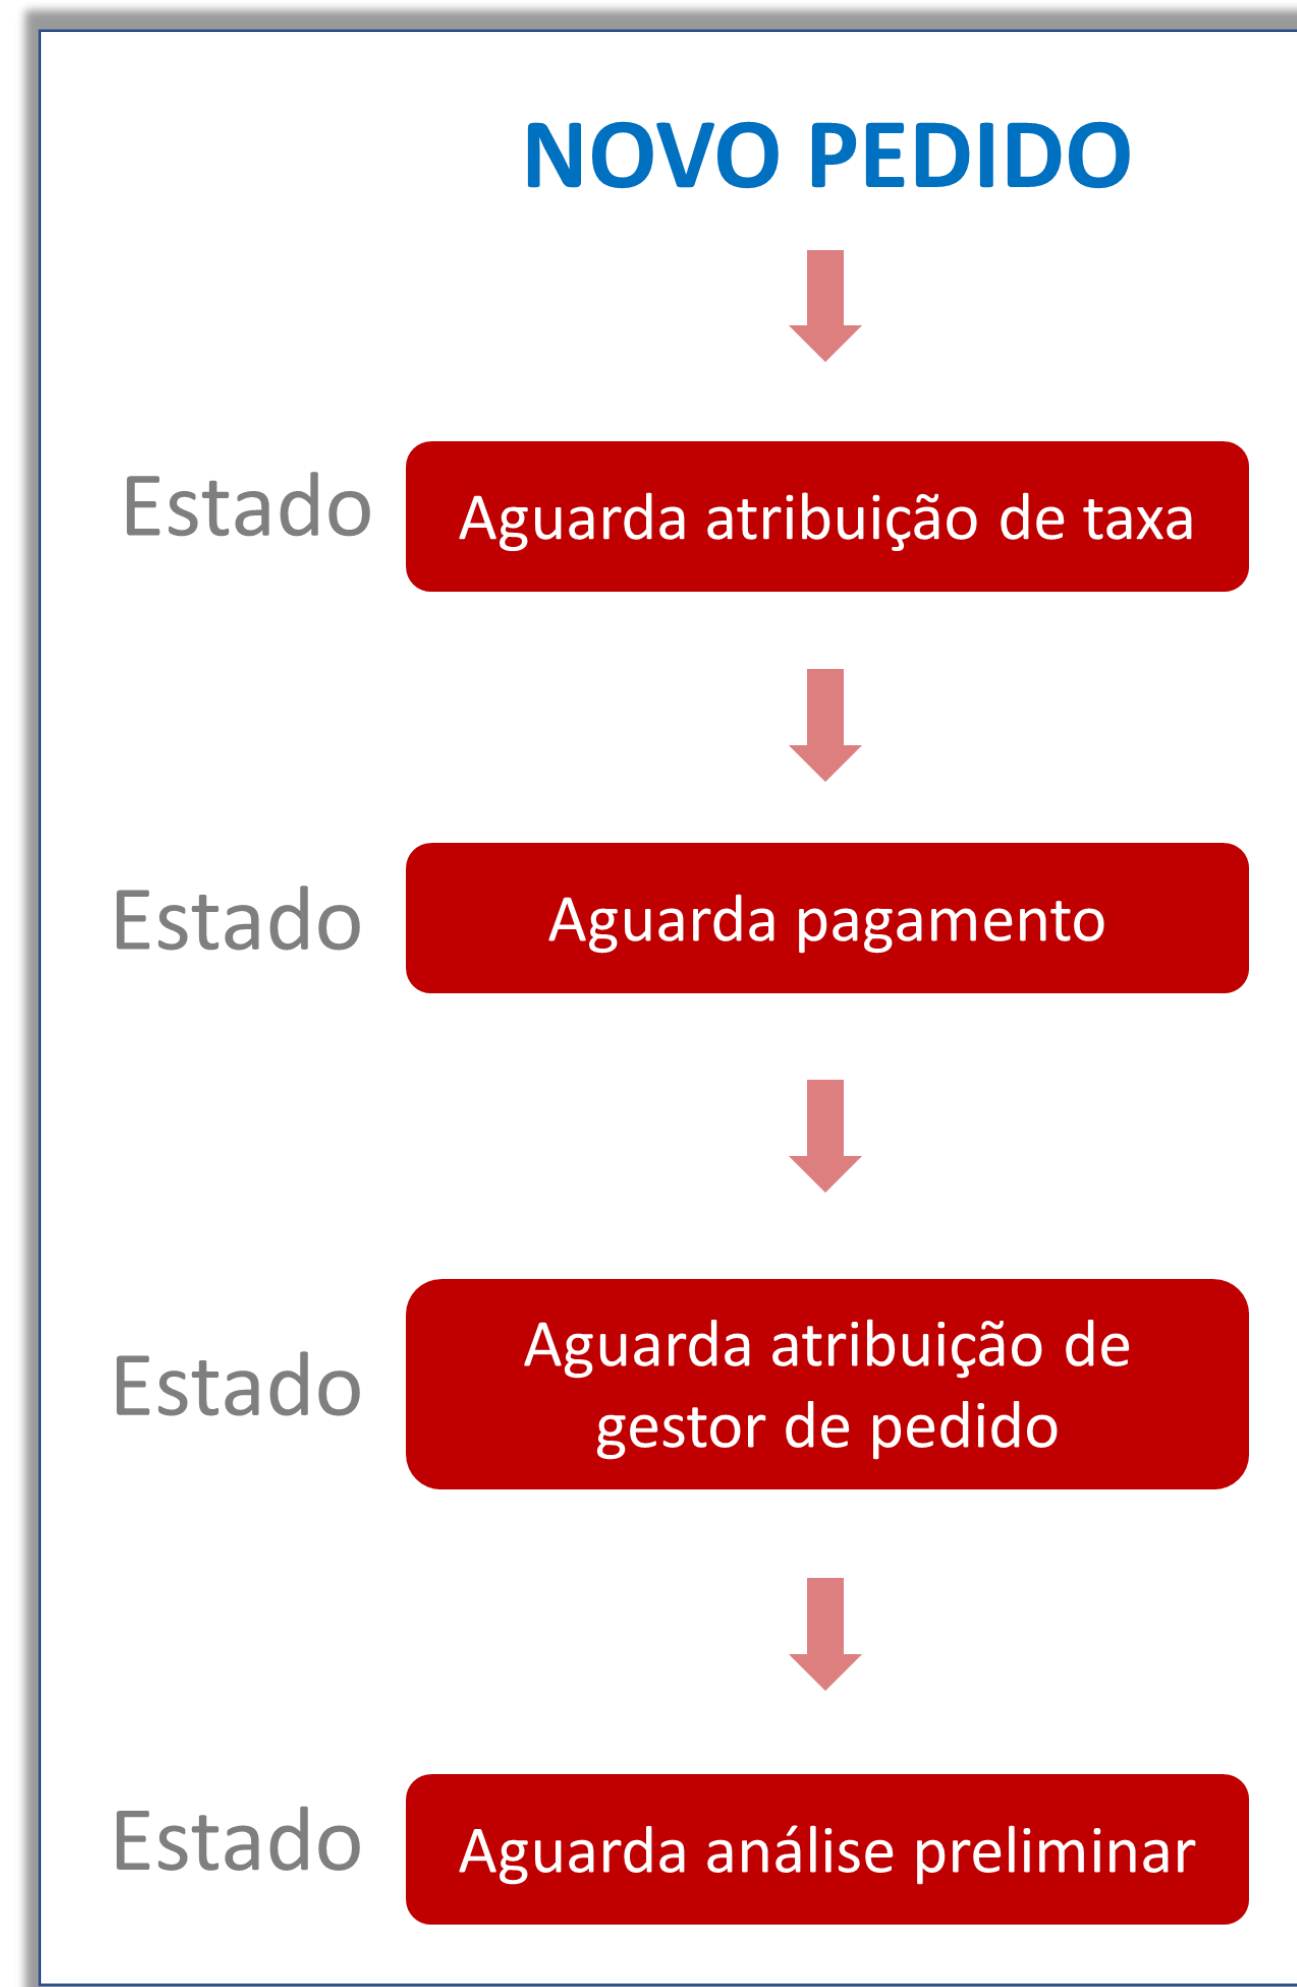 NOVO PEDIDO
Estado
Aguarda atribuição de taxa
Estado
Aguarda pagamento
Estado
Aguarda atribuição de
gestor de pedido
Estado
Aguarda análise preliminar